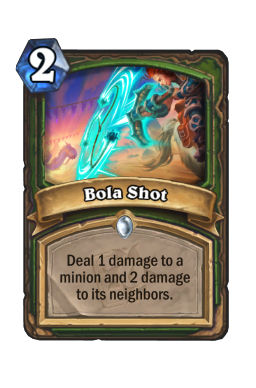 2
Bola Shot
Deal 1 damage to a
minion and 2 damage
to its neighbors.